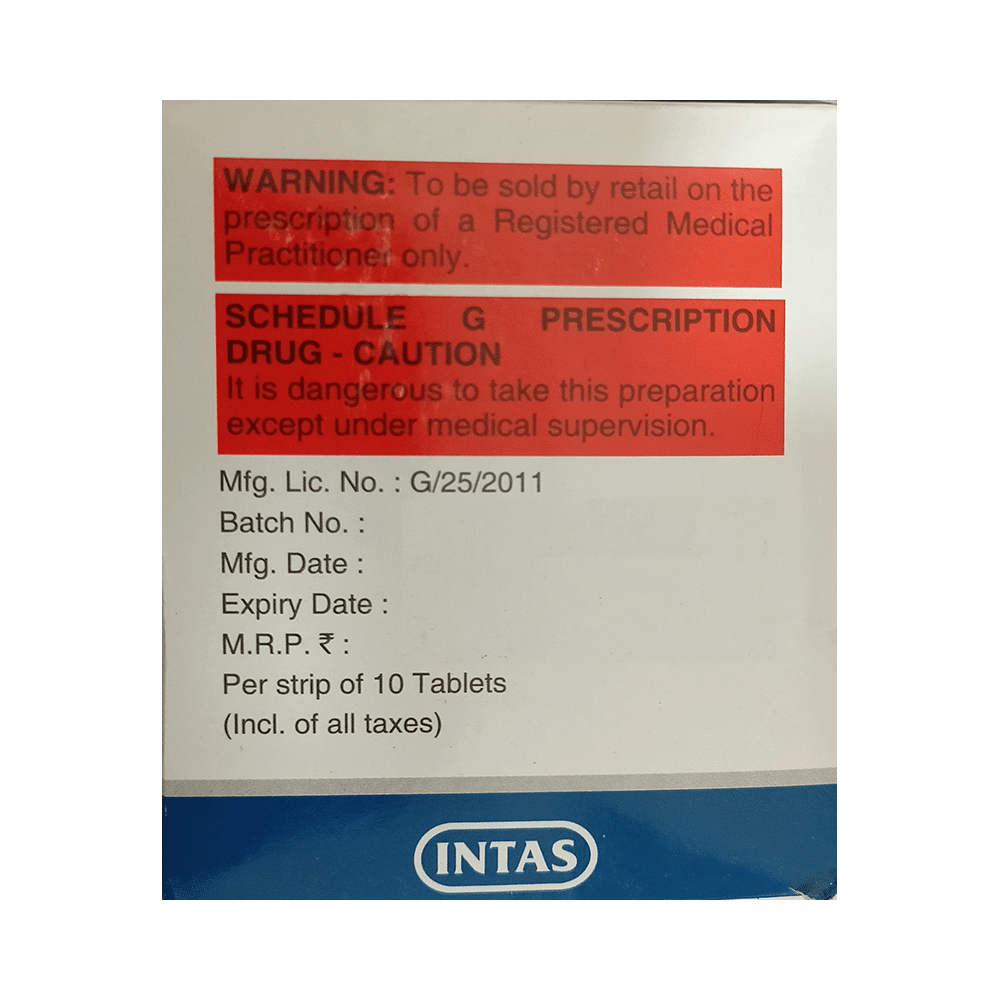 WARNING: To be sold by retail on the
prescription of a Registered Medical
Practitioner only.
SCHEDULE G PRESCRIPTION
DRUG - CAUTION
It is dangerous to take this preparation
except under medical supervision.
Mfg. Lic. No. : G/25/2011
Batch No. :
Mfg. Date :
Expiry Date :
M.R.P. ₹ :
Per strip of 10 Tablets
(Incl. of all taxes)
INTAS